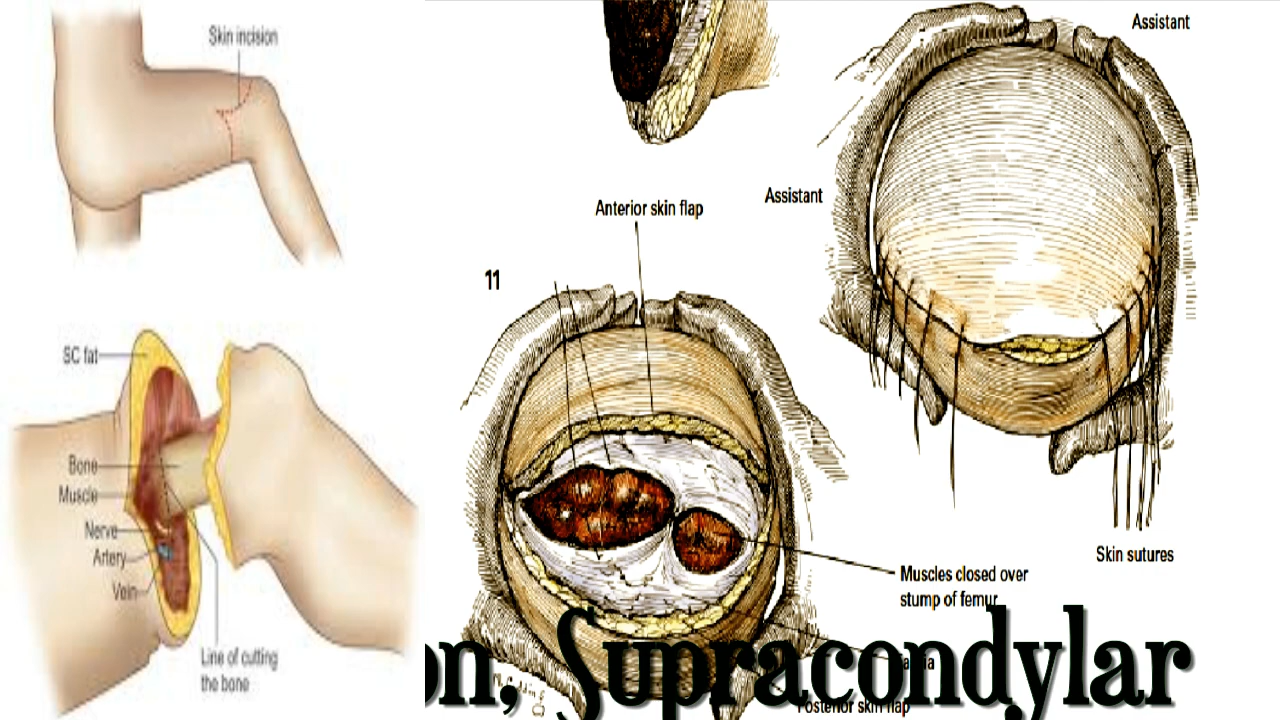 Skin incision
SC fat
Bone
Muscle
Nerve
Artery
Vein
Line of cutting
the bone
Assistant
Assistant
Anterior skin flap
11
Skin sutures
Muscles closed over
stump of femur
on, Supracondylar
Posterior skin flap